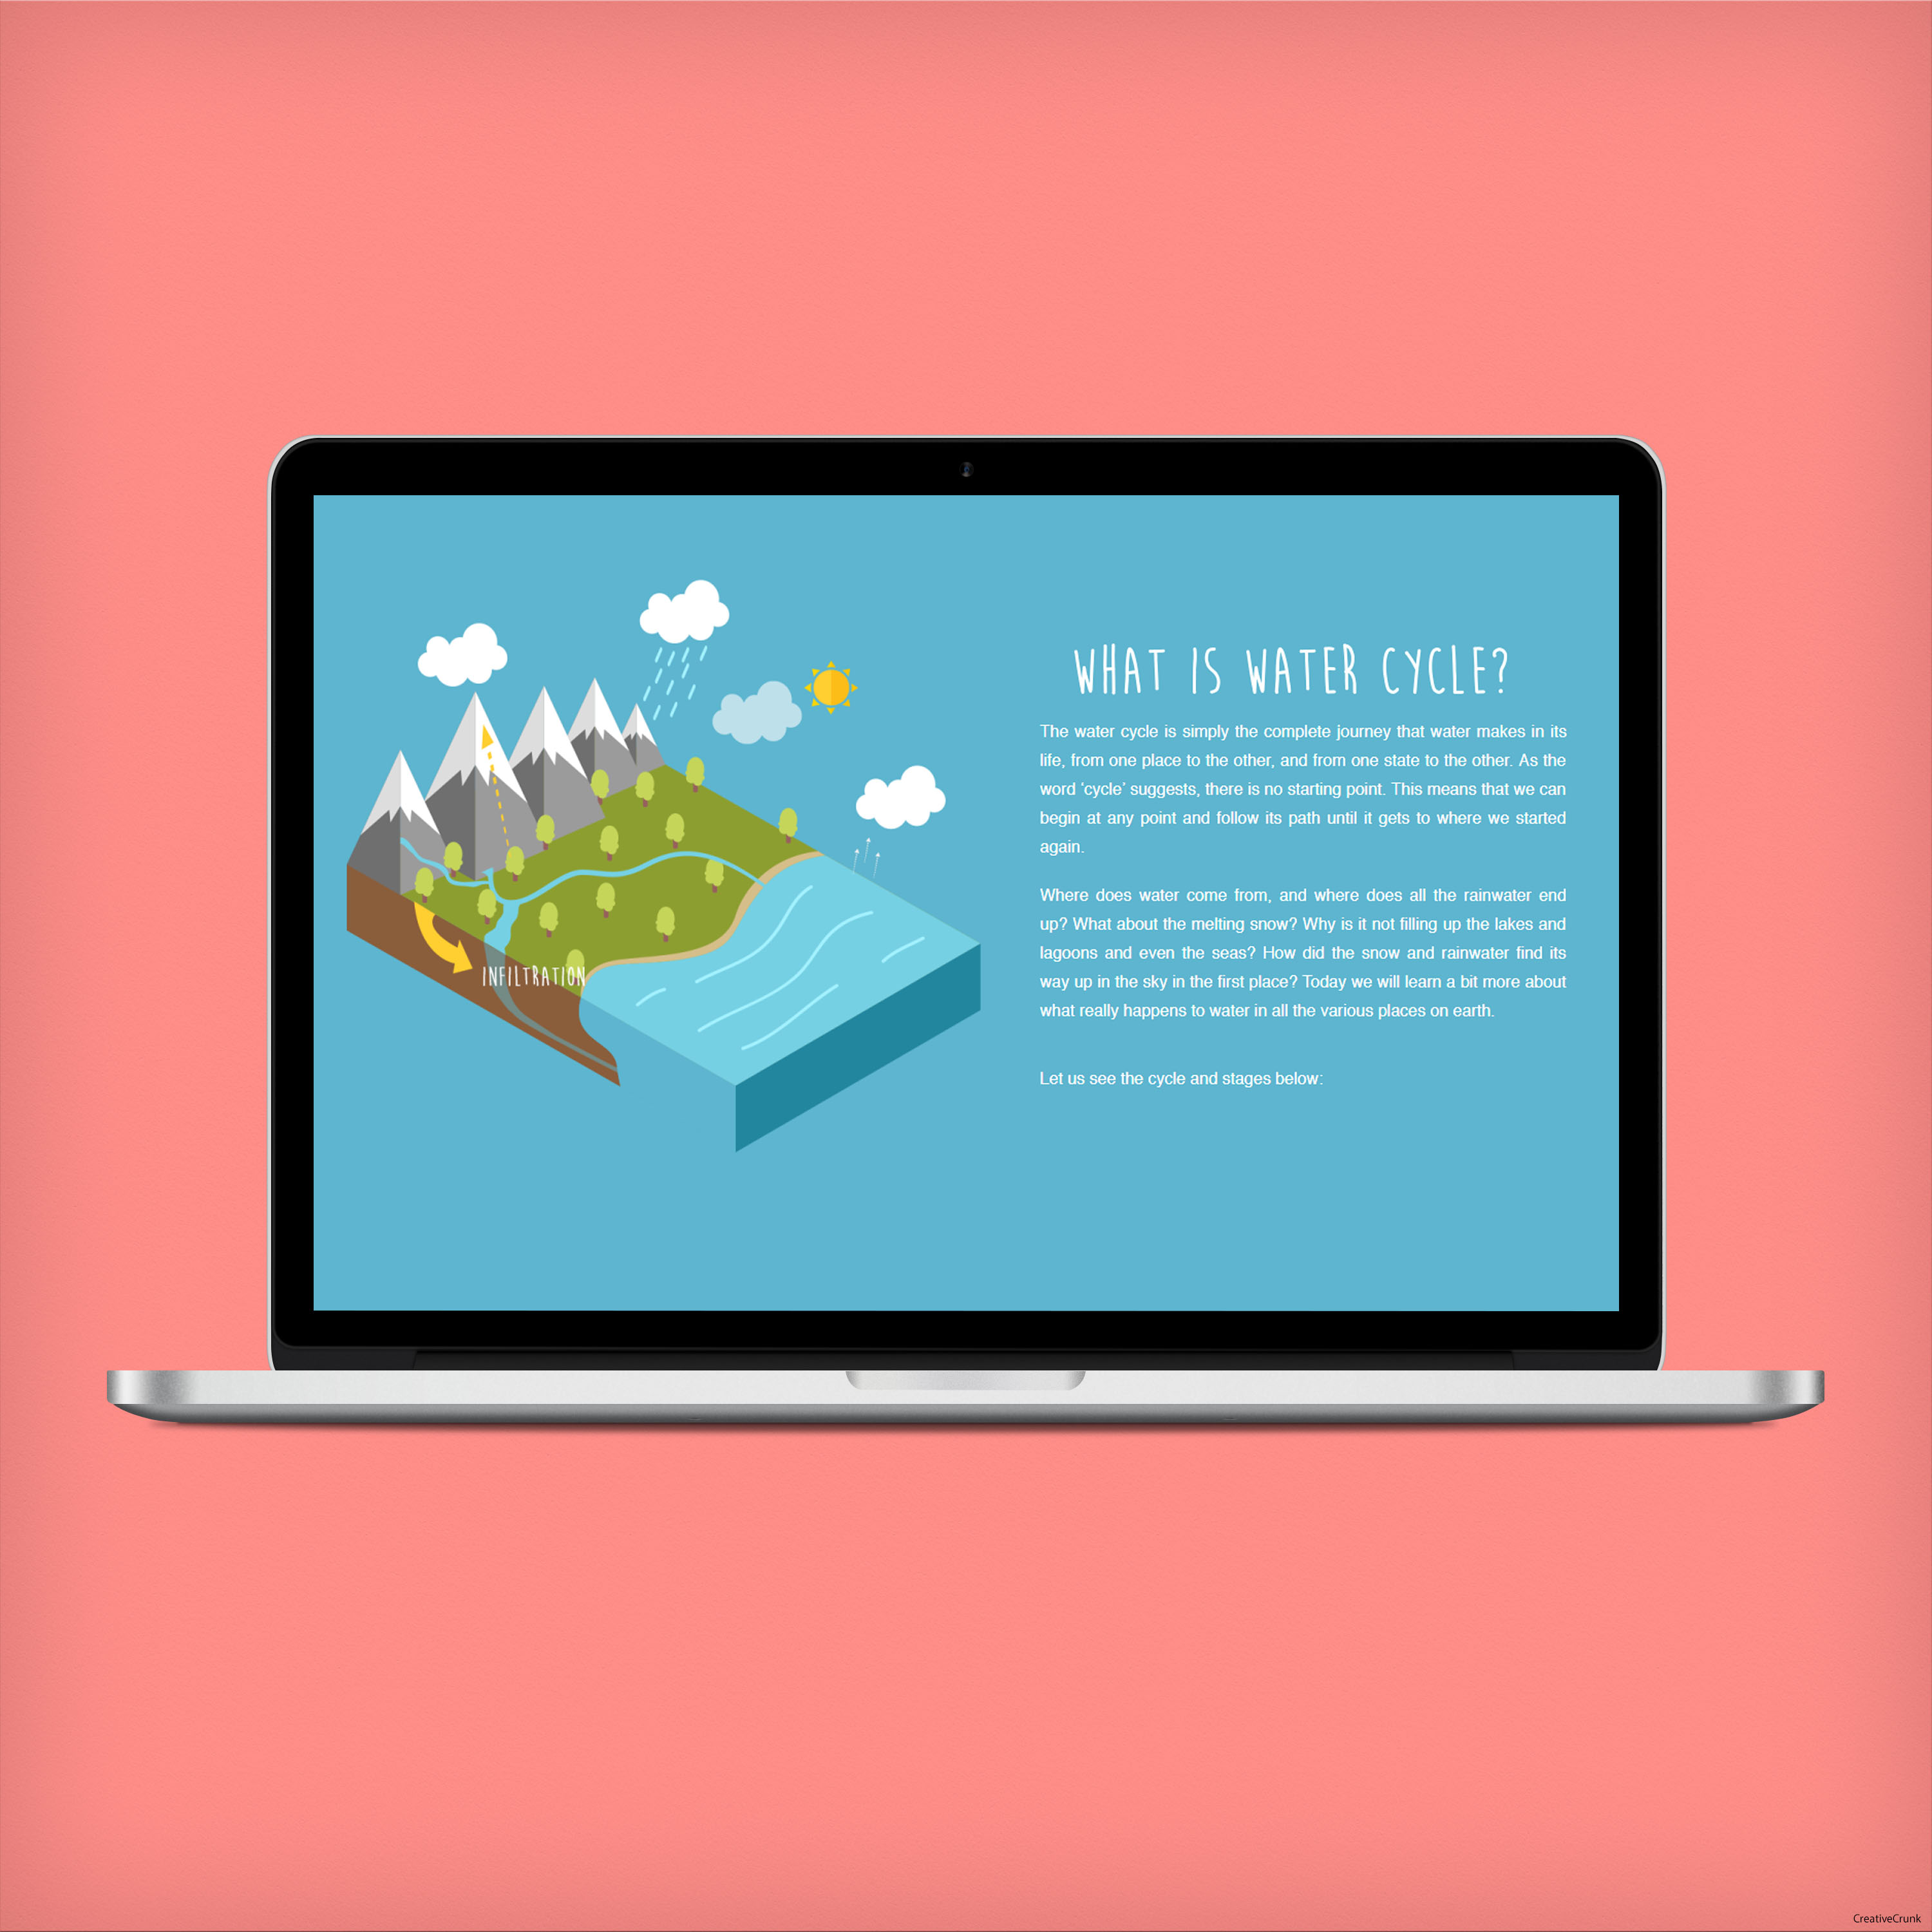 WHAT IS WATER CYCLE?
The water cycle is simply the complete journey that water makes in its
life, from one place to the other, and from one state to the other. As the
word ‘cycle’ suggests, there is no starting point. This means that we can
begin at any point and follow its path until it gets to where we started
again.
Where does water come from, and where does all the rainwater end
up? What about the melting snow? Why is it not filling up the lakes and
lagoons and even the seas? How did the snow and rainwater find its
way up in the sky in the first place? Today we will learn a bit more about
what really happens to water in all the various places on earth.
Let us see the cycle and stages below:
INFILTRATION
CreativeCrunk